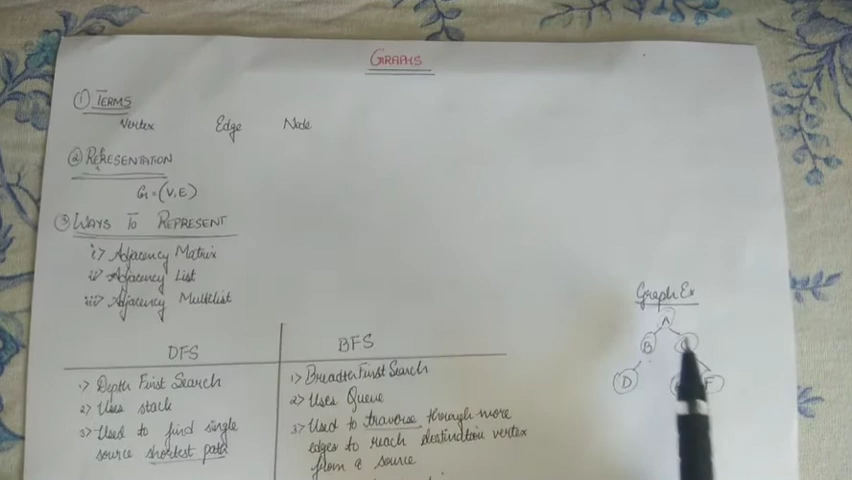 GRAPHS
① TERMS
Vertex Edge Node
② REPRESENTATION
G=(V,E)
③ WAYS TO REPRESENT
i> Adjacency Matrix
ii> Adjacency List
iii> Adjacency Multilist
DFS
1> Depth First Search
2> Uses stack
3> Used to find single
source shortest path
BFS
1> Breadth First Search
2> Uses Queue
3> Used to traverse through more
edges to reach destination vertex
from a source
Graph Ex
A
B
D F